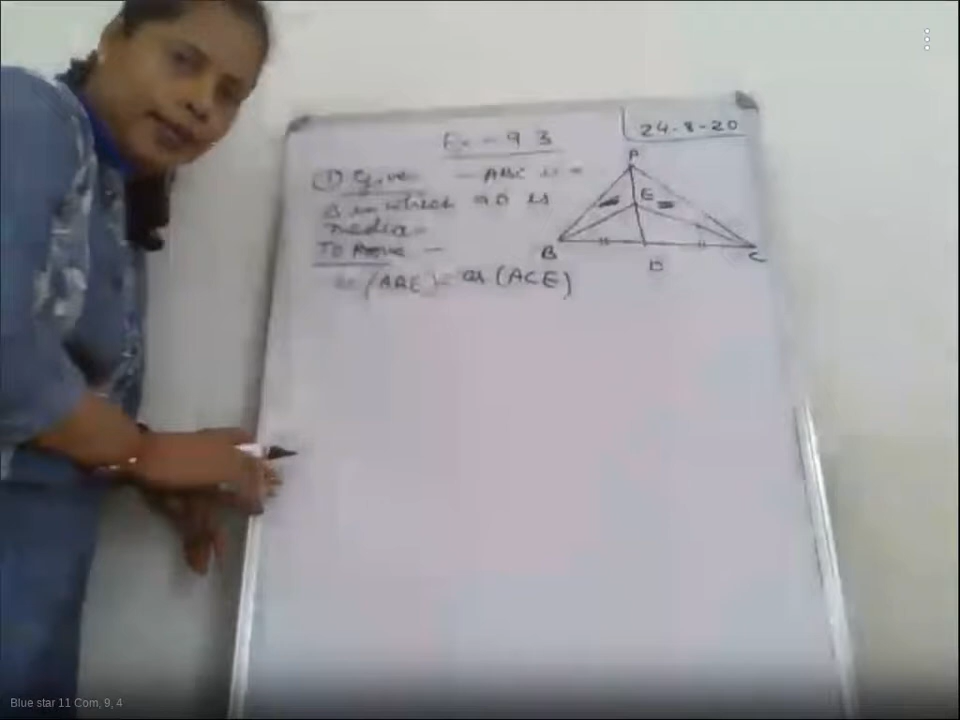 Ex - 9.3
24-8-20
(1) Given - ABC is a
Δ in which AD is
median
To Prove -
ar (ABE) = ar (ACE)
A
E
B
D
C
Blue star 11 Com, 9, 4